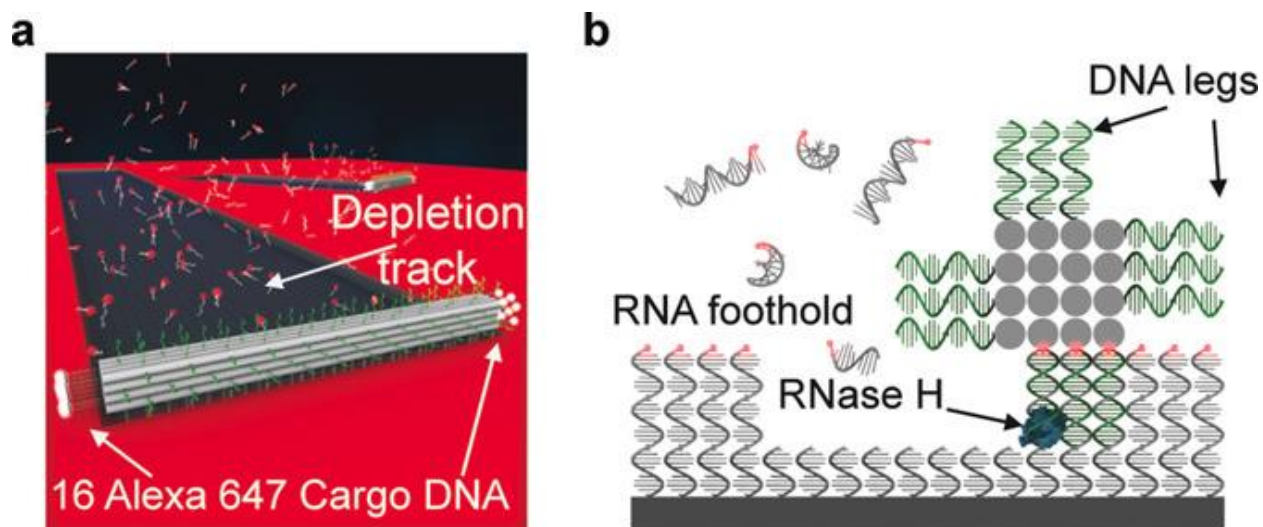 a
Depletion
track
16 Alexa 647 Cargo DNA
b
DNA legs
RNA foothold
RNase H